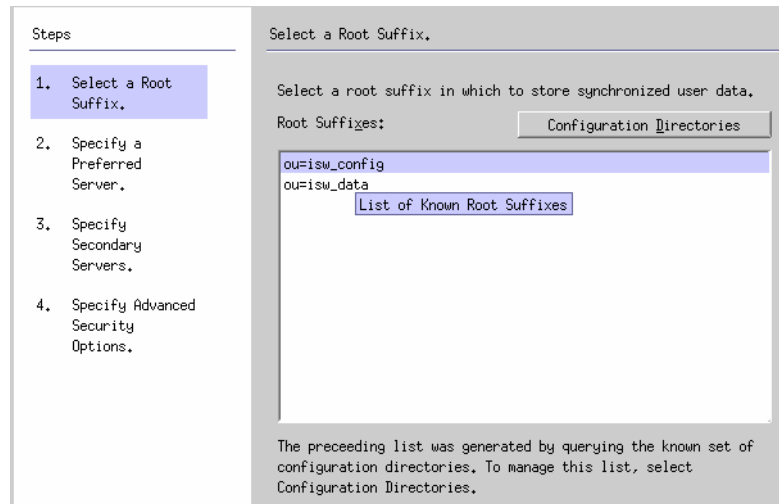 Steps
1. Select a Root
Suffix.
2. Specify a
Preferred
Server.
3. Specify
Secondary
Servers.
4. Specify Advanced
Security
Options.
Select a Root Suffix.
Select a root suffix in which to store synchronized user data.
Root Suffixes:
Configuration Directories
ou=isw_config
ou=isw_data
List of Known Root Suffixes
The preceeding list was generated by querying the known set of
configuration directories. To manage this list, select
Configuration Directories.